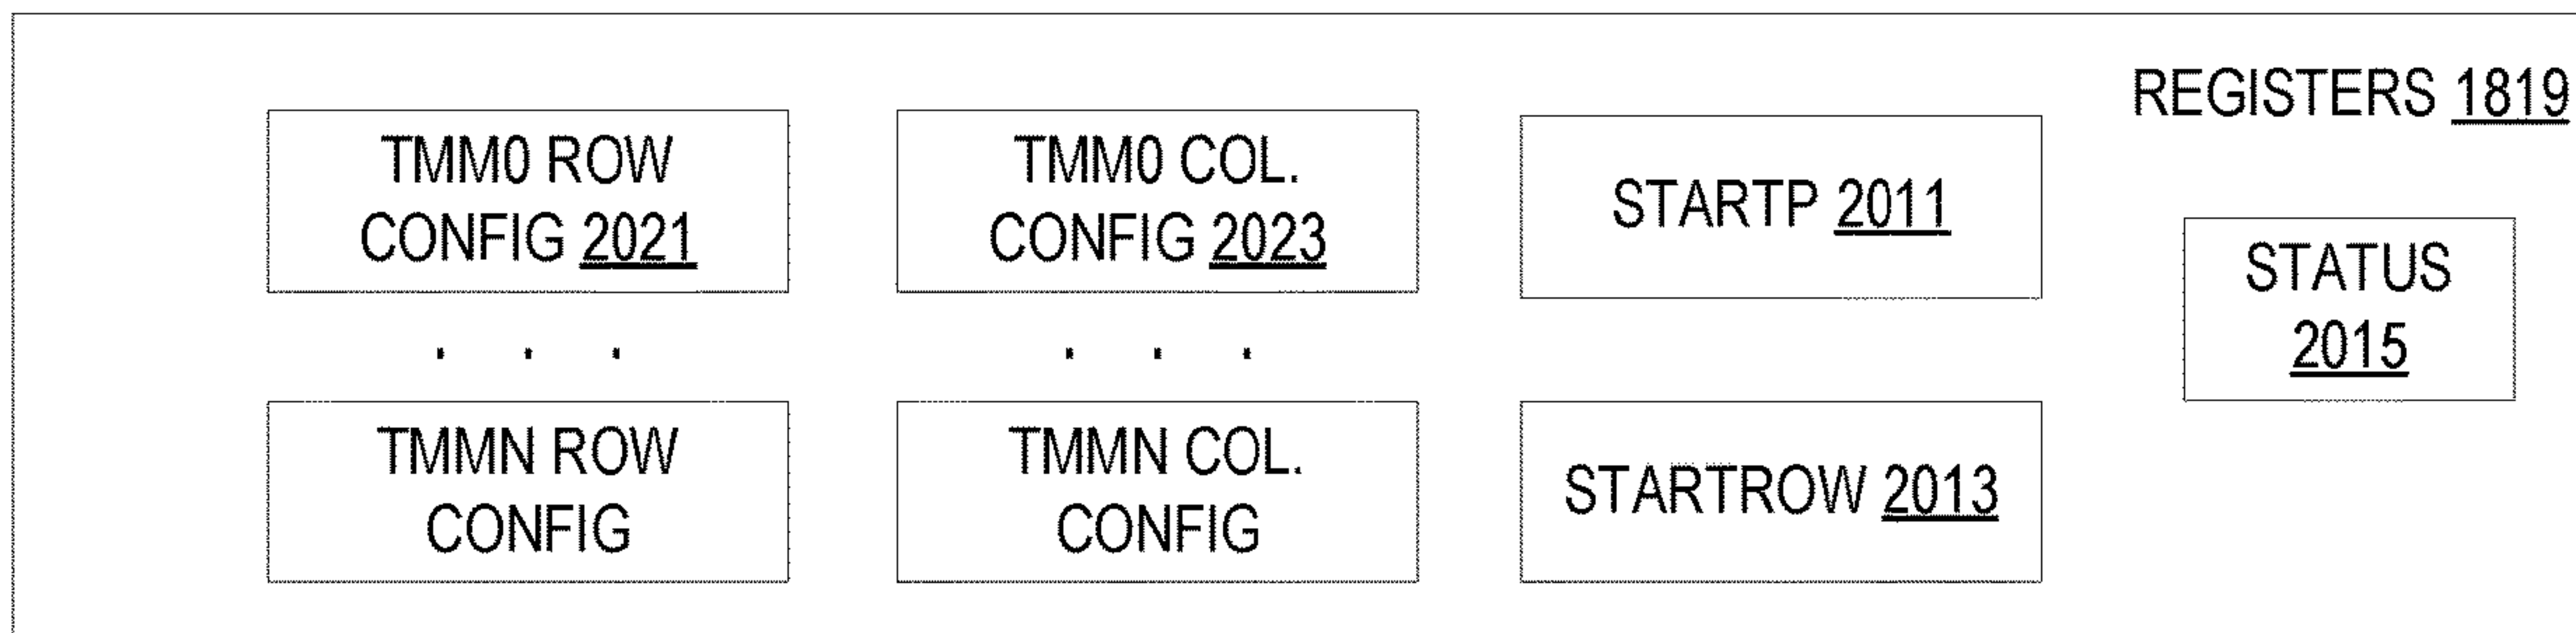 REGISTERS 1819
TMM0 ROW
CONFIG 2021
TMM0 COL.
CONFIG 2023
STARTP 2011
STATUS
2015
. . .
. . .
TMMN ROW
CONFIG
TMMN COL.
CONFIG
STARTROW 2013